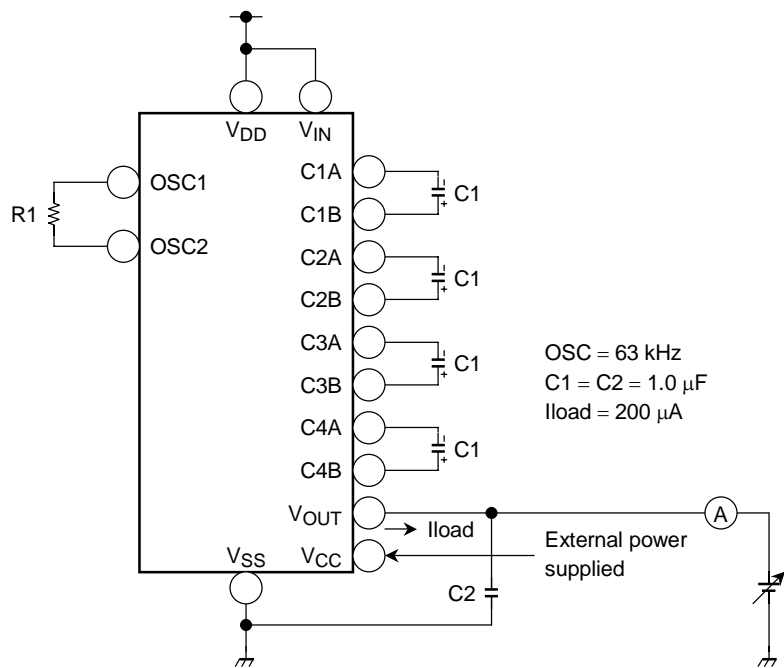 VDD
VIN
OSC1
OSC2
R1
C1A
C1B
C1
C2A
C2B
C1
C3A
C3B
C1
C4A
C4B
C1
OSC = 63 kHz
C1 = C2 = 1.0 μF
Iload = 200 μA
VOUT
Iload
A
VSS
VCC
External power
supplied
C2